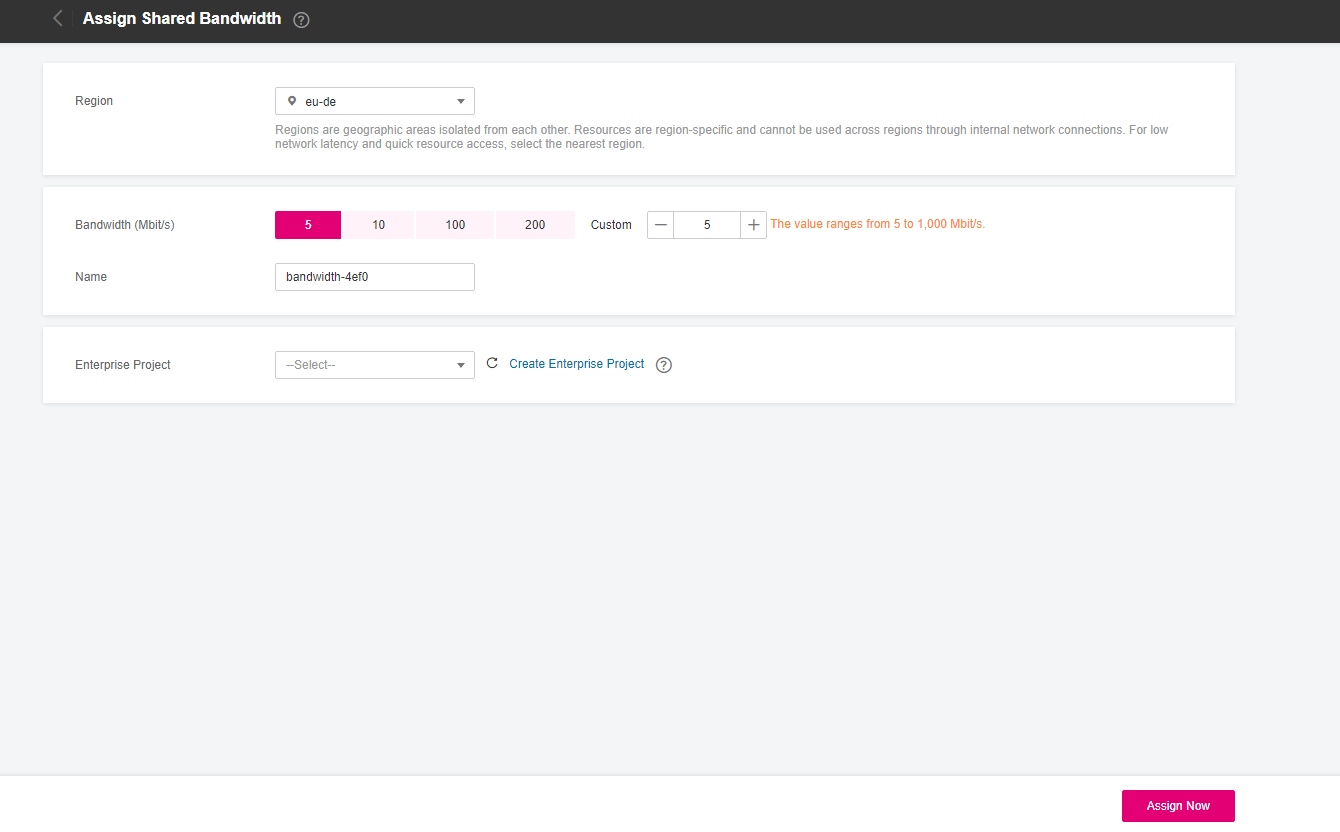 Assign Shared Bandwidth ?
Region
eu-de
Regions are geographic areas isolated from each other. Resources are region-specific and cannot be used across regions through internal network connections. For low
network latency and quick resource access, select the nearest region.
Bandwidth (Mbit/s)
5 10 100 200 Custom — 5 + The value ranges from 5 to 1,000 Mbit/s.
Name
bandwidth-4ef0
Enterprise Project
--Select-- Create Enterprise Project ?
Assign Now